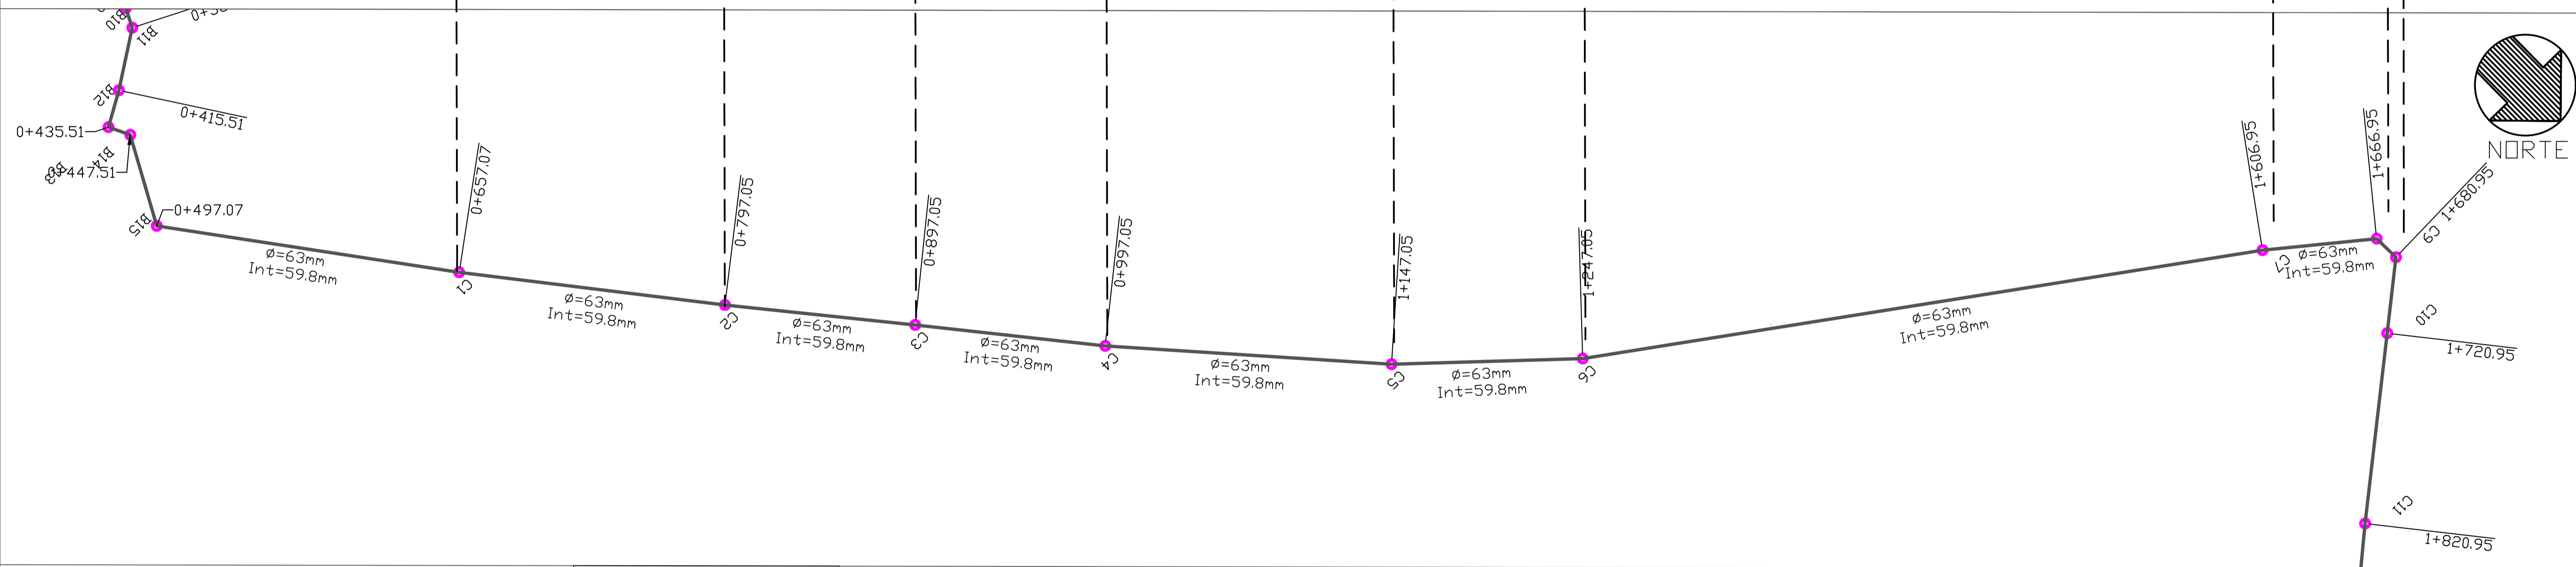 B10
B11
B12
0+415.51
0+435.51
B14
B13
0+447.51
B15
0+497.07
Ø=63mm
Int=59.8mm
0+657.07
C1
Ø=63mm
Int=59.8mm
0+797.05
C2
Ø=63mm
Int=59.8mm
0+897.05
C3
Ø=63mm
Int=59.8mm
0+997.05
C4
Ø=63mm
Int=59.8mm
1+147.05
C5
Ø=63mm
Int=59.8mm
1+247.05
C6
Ø=63mm
Int=59.8mm
1+606.95
C7
Ø=63mm
Int=59.8mm
1+666.95
1+680.95
C9
C10
1+720.95
C11
1+820.95
NORTE